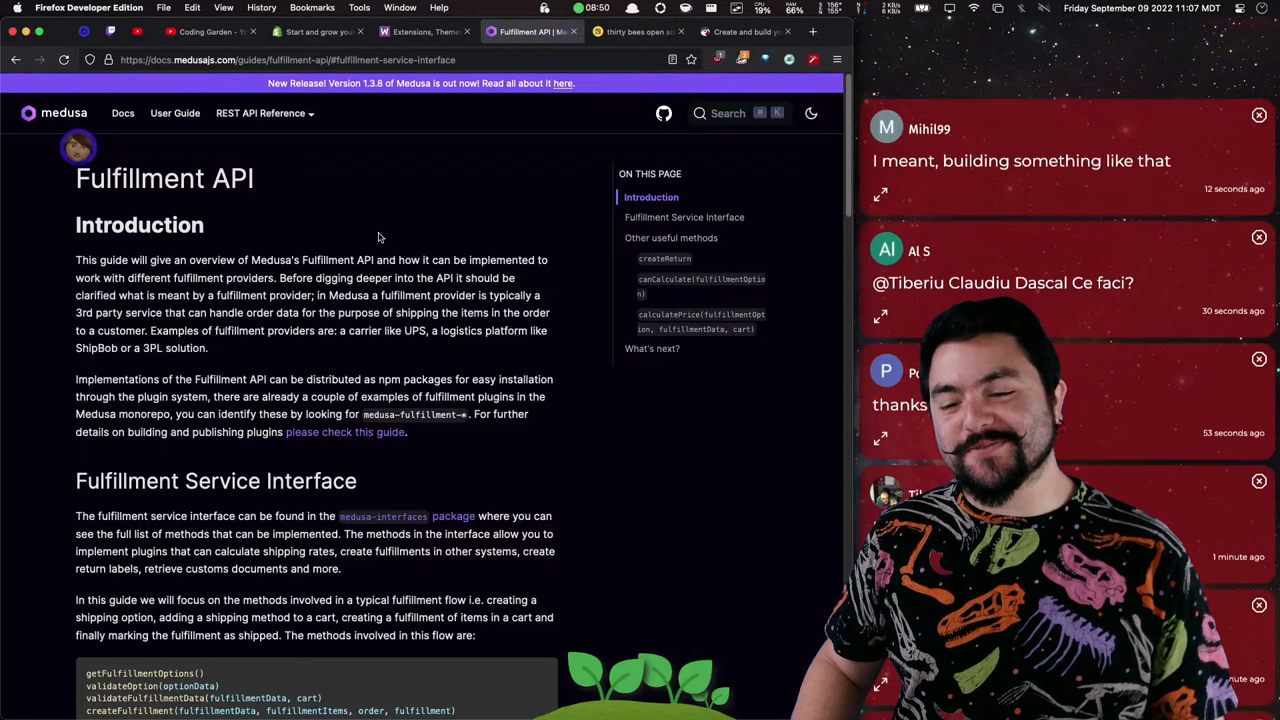 Firefox Developer Edition File Edit View History Bookmarks Tools Window Help
08:50
CPU 19%
RAM 66%
Friday September 09 2022 11:07 MDT
Coding Garden - Yo
Start and grow your
Extensions, Theme
Fulfillment API | Me
thirty bees open so
Create and build yo
https://docs.medusajs.com/guides/fulfillment-api/#fulfillment-service-interface
New Release! Version 1.3.8 of Medusa is out now! Read all about it here.
medusa Docs User Guide REST API Reference
Search ⌘ K
Fulfillment API
Introduction
This guide will give an overview of Medusa's Fulfillment API and how it can be implemented to
work with different fulfillment providers. Before digging deeper into the API it should be
clarified what is meant by a fulfillment provider; in Medusa a fulfillment provider is typically a
3rd party service that can handle order data for the purpose of shipping the items in the order
to a customer. Examples of fulfillment providers are: a carrier like UPS, a logistics platform like
ShipBob or a 3PL solution.
Implementations of the Fulfillment API can be distributed as npm packages for easy installation
through the plugin system, there are already a couple of examples of fulfillment plugins in the
Medusa monorepo, you can identify these by looking for medusa-fulfillment-*. For further
details on building and publishing plugins please check this guide.
Fulfillment Service Interface
The fulfillment service interface can be found in the medusa-interfaces package where you can
see the full list of methods that can be implemented. The methods in the interface allow you to
implement plugins that can calculate shipping rates, create fulfillments in other systems, create
return labels, retrieve customs documents and more.
In this guide we will focus on the methods involved in a typical fulfillment flow i.e. creating a
shipping option, adding a shipping method to a cart, creating a fulfillment of items in a cart and
finally marking the fulfillment as shipped. The methods involved in this flow are:
getFulfillmentOptions()
validateOption(optionData)
validateFulfillmentData(fulfillmentData, cart)
createFulfillment(fulfillmentData, fulfillmentItems, order, fulfillment)
ON THIS PAGE
Introduction
Fulfillment Service Interface
Other useful methods
createReturn
canCalculate(fulfillmentOptio
n)
calculatePrice(fulfillmentOpt
ion, fulfillmentData, cart)
What's next?
M Mihil99
I meant, building something like that
12 seconds ago
Al Al S
@Tiberiu Claudiu Dascal Ce faci?
30 seconds ago
P
thanks
53 seconds ago
1 minute ago